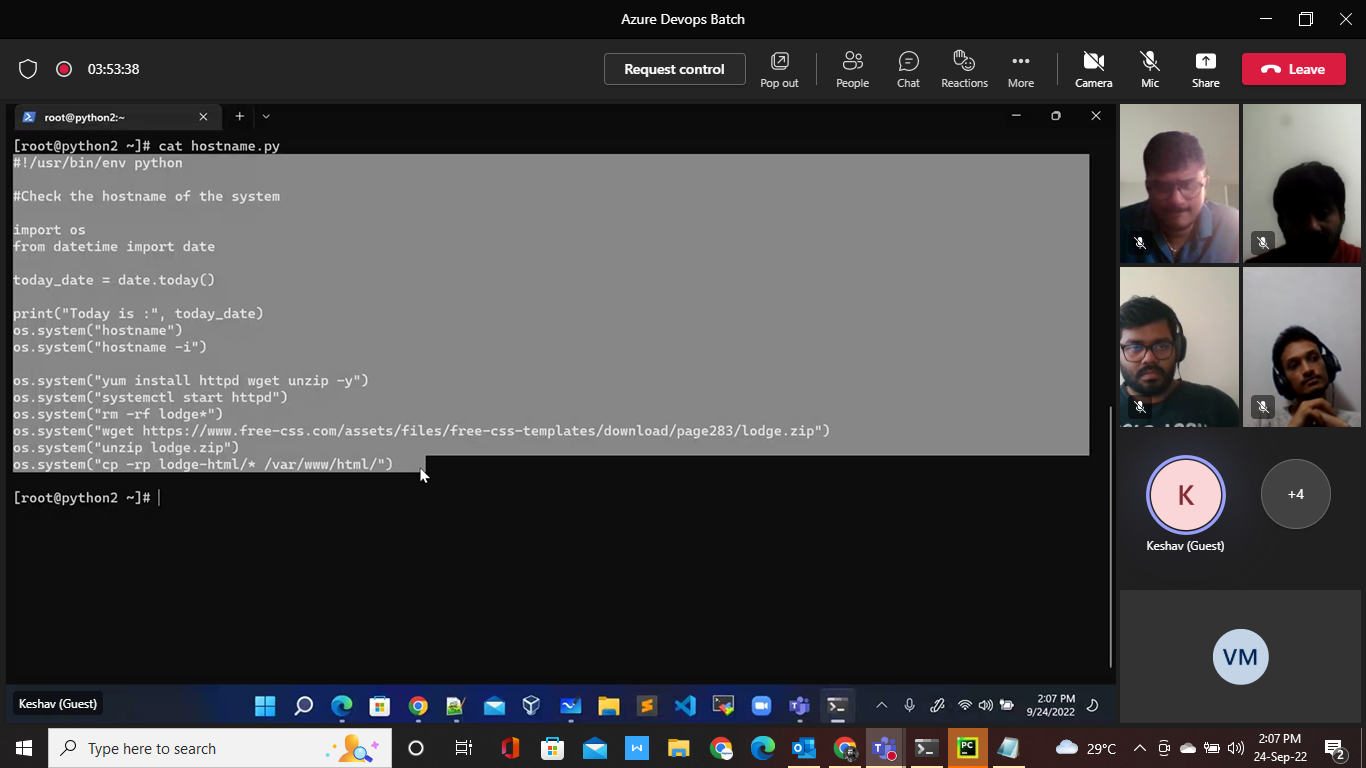 Azure Devops Batch
03:53:38
Request control
Pop out
People
Chat
Reactions
More
Camera
Mic
Share
Leave
root@python2:~
[root@python2 ~]# cat hostname.py
#!/usr/bin/env python
#Check the hostname of the system
import os
from datetime import date
today_date = date.today()
print("Today is :", today_date)
os.system("hostname")
os.system("hostname -i")
os.system("yum install httpd wget unzip -y")
os.system("systemctl start httpd")
os.system("rm -rf lodge*")
os.system("wget https://www.free-css.com/assets/files/free-css-templates/download/page283/lodge.zip")
os.system("unzip lodge.zip")
os.system("cp -rp lodge-html/* /var/www/html/")
[root@python2 ~]#
K
+4
Keshav (Guest)
VM
Keshav (Guest)
2:07 PM
9/24/2022
Type here to search
W
PC
29°C
2:07 PM
24-Sep-22
2